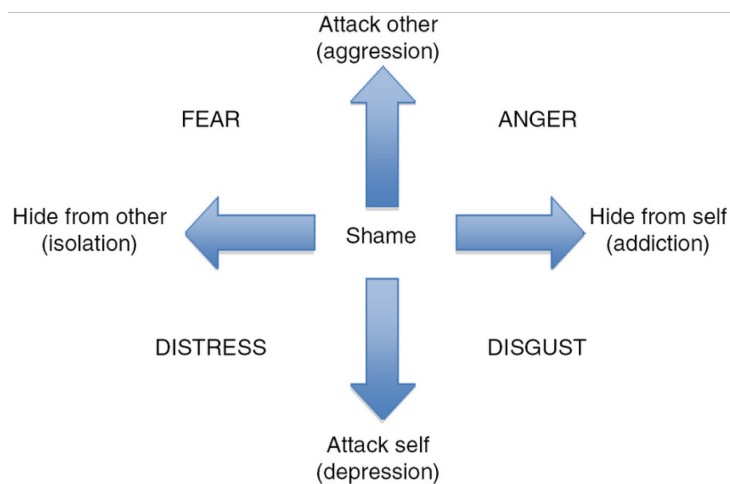 Attack other
(aggression)
FEAR
ANGER
Hide from other
(isolation)
Shame
Hide from self
(addiction)
DISTRESS
DISGUST
Attack self
(depression)